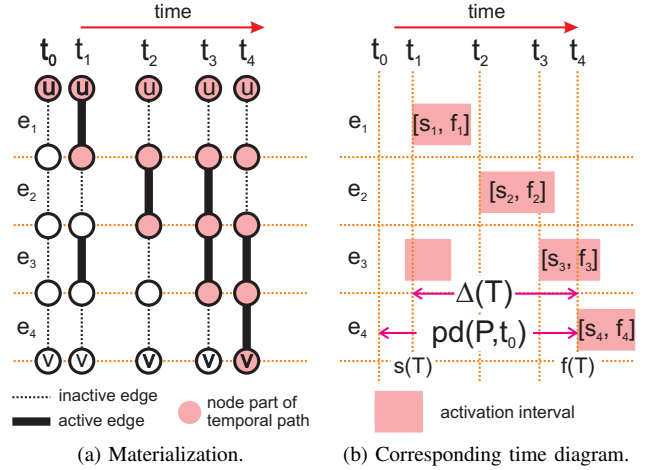 time
t₀ t₁ t₂ t₃ t₄
u u u u u
e₁
e₂
e₃
e₄
v v v v v
inactive edge
active edge
node part of
temporal path
(a) Materialization.
time
t₀ t₁ t₂ t₃ t₄
e₁ [s₁, f₁]
e₂ [s₂, f₂]
e₃ [s₃, f₃]
Δ(T)
e₄ pd(P,t₀) [s₄, f₄]
s(T) f(T)
activation interval
(b) Corresponding time diagram.